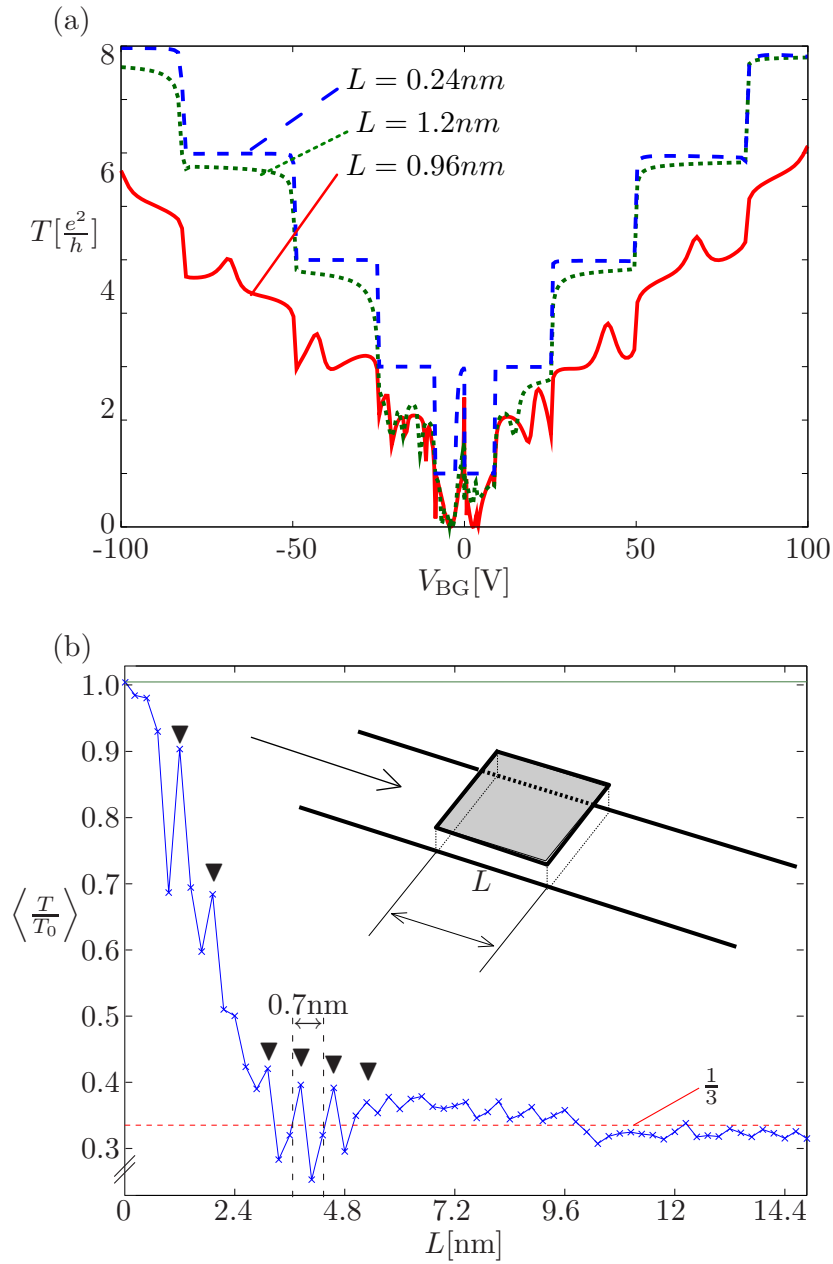 (a)
8
6
4
2
0
T[e²/h]
L = 0.24nm
L = 1.2nm
L = 0.96nm
-100 -50 0 50 100
V_BG[V]
(b)
1.0
0.9
0.8
0.7
0.6
0.5
0.4
0.3
⟨T/T₀⟩
L
0.7nm
1/3
0 2.4 4.8 7.2 9.6 12 14.4
L[nm]